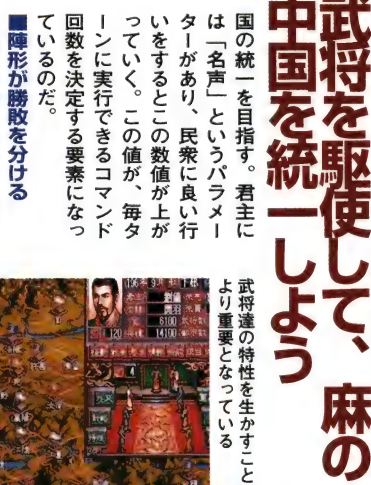 武将を駆使して、麻の
中国を統一しよう
国の統一を目指す。君主に
は「名声」というパラメー
ターがあり、民衆に良い行
いをするとこの数値が上が
っていく。この値が、毎タ
ーンに実行できるコマンド
回数を決定する要素になっ
ているのだ。
■陣形が勝敗を分ける
武将達の特性を生かすこと
より重要となっている
120
6100
14100